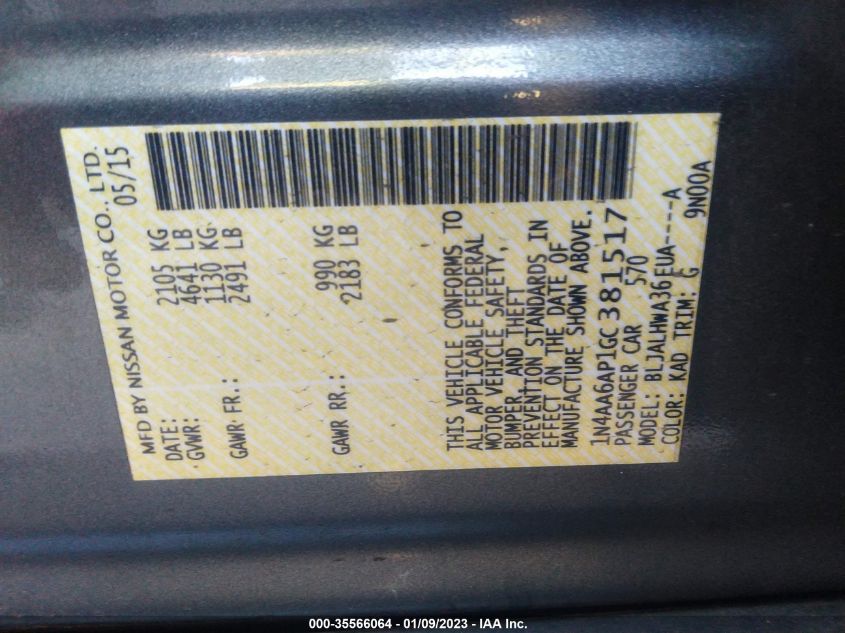 MFD BY NISSAN MOTOR CO., LTD.
DATE: 05/15
GVWR: 2105 KG
4641 LB
GAWR FR.: 1130 KG
2491 LB
GAWR RR.: 990 KG
2183 LB
THIS VEHICLE CONFORMS TO
ALL APPLICABLE FEDERAL
MOTOR VEHICLE SAFETY,
BUMPER, AND THEFT
PREVENTION STANDARDS IN
EFFECT ON THE DATE OF
MANUFACTURE SHOWN ABOVE.
1N4AA6AP1GC381517
PASSENGER CAR 570
MODEL: BLJALHWA36EUA----A
COLOR: KAD TRIM: G 9N00A
000-35566064 - 01/09/2023 - IAA Inc.